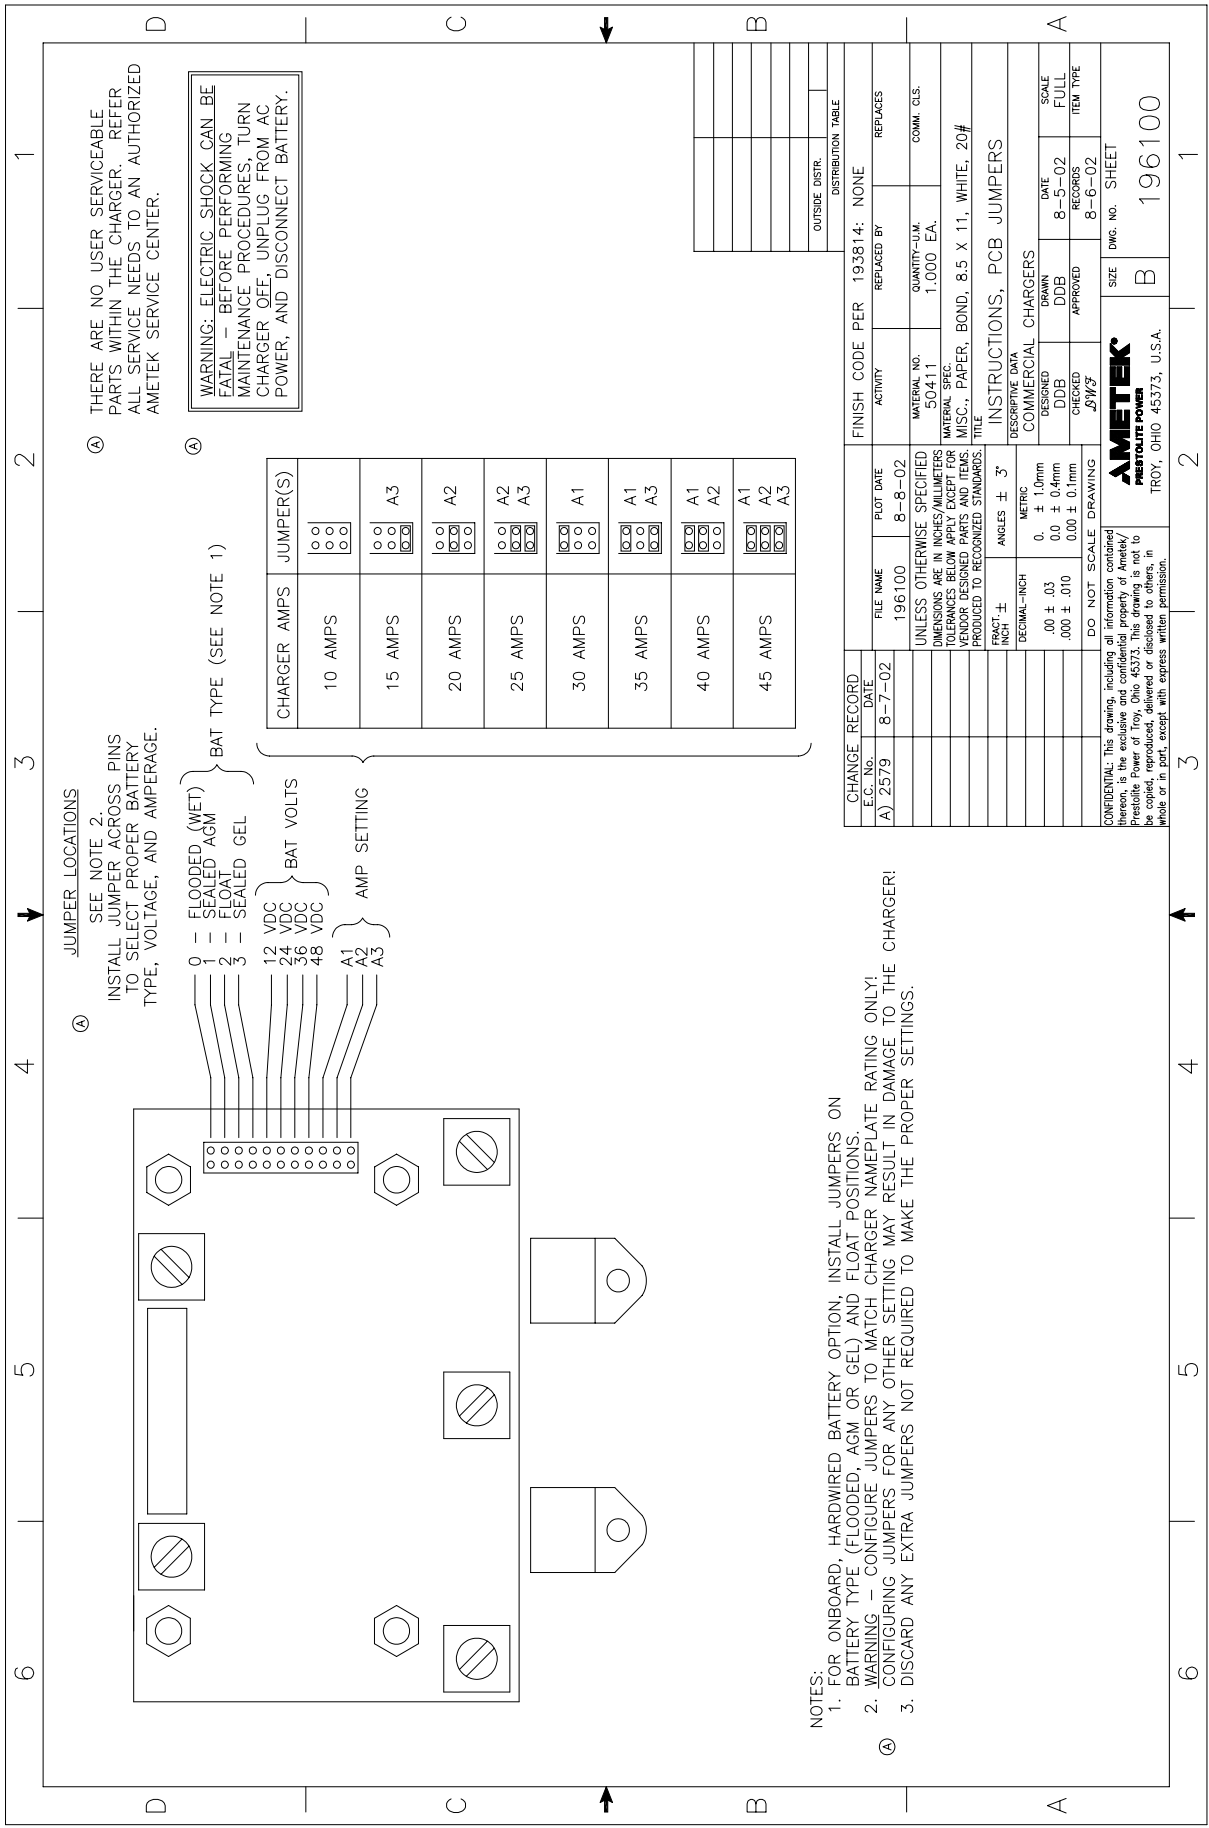 6
5
4
3
2
1
D
D
C
C
B
B
A
A
6
5
4
3
2
1
JUMPER LOCATIONS
SEE NOTE 2.
INSTALL JUMPER ACROSS PINS
TO SELECT PROPER BATTERY
TYPE, VOLTAGE, AND AMPERAGE.
A
0 - FLOODED (WET)
1 - SEALED AGM
2 - FLOAT
3 - SEALED GEL
BAT TYPE (SEE NOTE 1)
12 VDC
24 VDC
36 VDC
48 VDC
BAT VOLTS
A1
A2
A3
AMP SETTING
A
THERE ARE NO USER SERVICEABLE
PARTS WITHIN THE CHARGER. REFER
ALL SERVICE NEEDS TO AN AUTHORIZED
AMETEK SERVICE CENTER.
A
WARNING: ELECTRIC SHOCK CAN BE
FATAL - BEFORE PERFORMING
MAINTENANCE PROCEDURES, TURN
CHARGER OFF, UNPLUG FROM AC
POWER, AND DISCONNECT BATTERY.
CHARGER AMPS JUMPER(S)
10 AMPS
15 AMPS A3
20 AMPS A2
25 AMPS A2 A3
30 AMPS A1
35 AMPS A1 A3
40 AMPS A1 A2
45 AMPS A1 A2 A3
NOTES:
1. FOR ONBOARD, HARDWIRED BATTERY OPTION, INSTALL JUMPERS ON
BATTERY TYPE (FLOODED, AGM OR GEL) AND FLOAT POSITIONS.
2. WARNING - CONFIGURE JUMPERS TO MATCH CHARGER NAMEPLATE RATING ONLY!
A CONFIGURING JUMPERS FOR ANY OTHER SETTING MAY RESULT IN DAMAGE TO THE CHARGER!
3. DISCARD ANY EXTRA JUMPERS NOT REQUIRED TO MAKE THE PROPER SETTINGS.
OUTSIDE DISTR.
DISTRIBUTION TABLE
CHANGE RECORD
E.C. No. DATE
A) 2579 8-7-02
FINISH CODE PER 193814: NONE
FILE NAME
196100
PLOT DATE
8-8-02
ACTIVITY
REPLACED BY
REPLACES
UNLESS OTHERWISE SPECIFIED
DIMENSIONS ARE IN INCHES/MILLIMETERS
TOLERANCES BELOW APPLY EXCEPT FOR
VENDOR DESIGNED PARTS AND ITEMS.
PRODUCED TO RECOGNIZED STANDARDS.
FRACT. ±
INCH
ANGLES ± 3°
DECIMAL-INCH
.00 ± .03
.000 ± .010
METRIC
0. ± 1.0mm
0.0 ± 0.4mm
0.00 ± 0.1mm
DO NOT SCALE DRAWING
MATERIAL NO.
50411
QUANTITY-U.M.
1.000 EA.
COMM. CLS.
MATERIAL SPEC.
MISC., PAPER, BOND, 8.5 X 11, WHITE, 20#
TITLE
INSTRUCTIONS, PCB JUMPERS
DESCRIPTIVE DATA
COMMERCIAL CHARGERS
DESIGNED
DDB
DRAWN
DDB
DATE
8-5-02
SCALE
FULL
CHECKED
DWF
APPROVED
RECORDS
8-6-02
ITEM TYPE
CONFIDENTIAL: This drawing, including all information contained
thereon, is the exclusive and confidential property of Ametek/
Prestolite Power of Troy, Ohio 45373. This drawing is not to
be copied, reproduced, delivered or disclosed to others, in
whole or in part, except with express written permission.
AMETEK®
PRESTOLITE POWER
TROY, OHIO 45373, U.S.A.
SIZE
B
DWG. NO. SHEET
196100